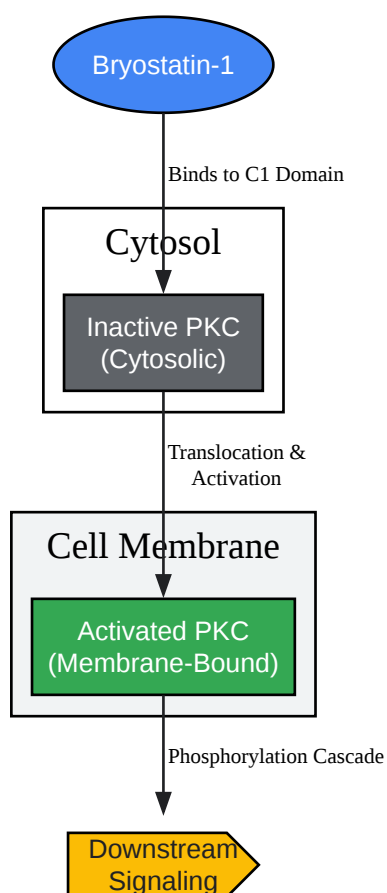 Bryostatin-1
Binds to C1 Domain
Cytosol
Inactive PKC
(Cytosolic)
Translocation &
Activation
Cell Membrane
Activated PKC
(Membrane-Bound)
Phosphorylation Cascade
Downstream
Signaling